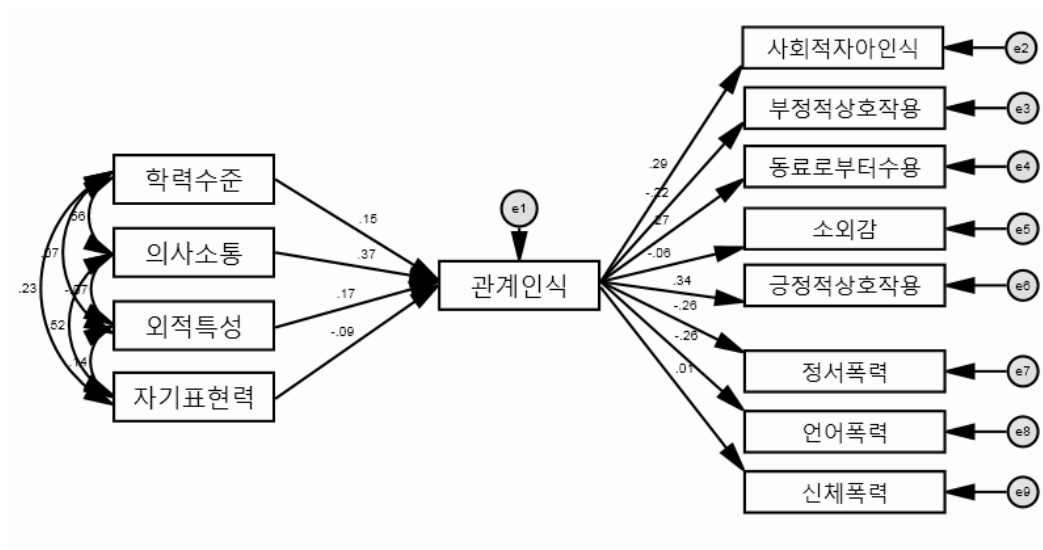 사회적자아인식
e2
부정적상호작용
e3
동료로부터수용
e4
소외감
e5
긍정적상호작용
e6
정서폭력
e7
언어폭력
e8
신체폭력
e9
학력수준
의사소통
외적특성
자기표현력
.56
.07
-.07
.23
.52
.14
.15
.37
.17
-.09
e1
관계인식
.29
-.22
.27
-.06
.34
-.26
-.26
.01